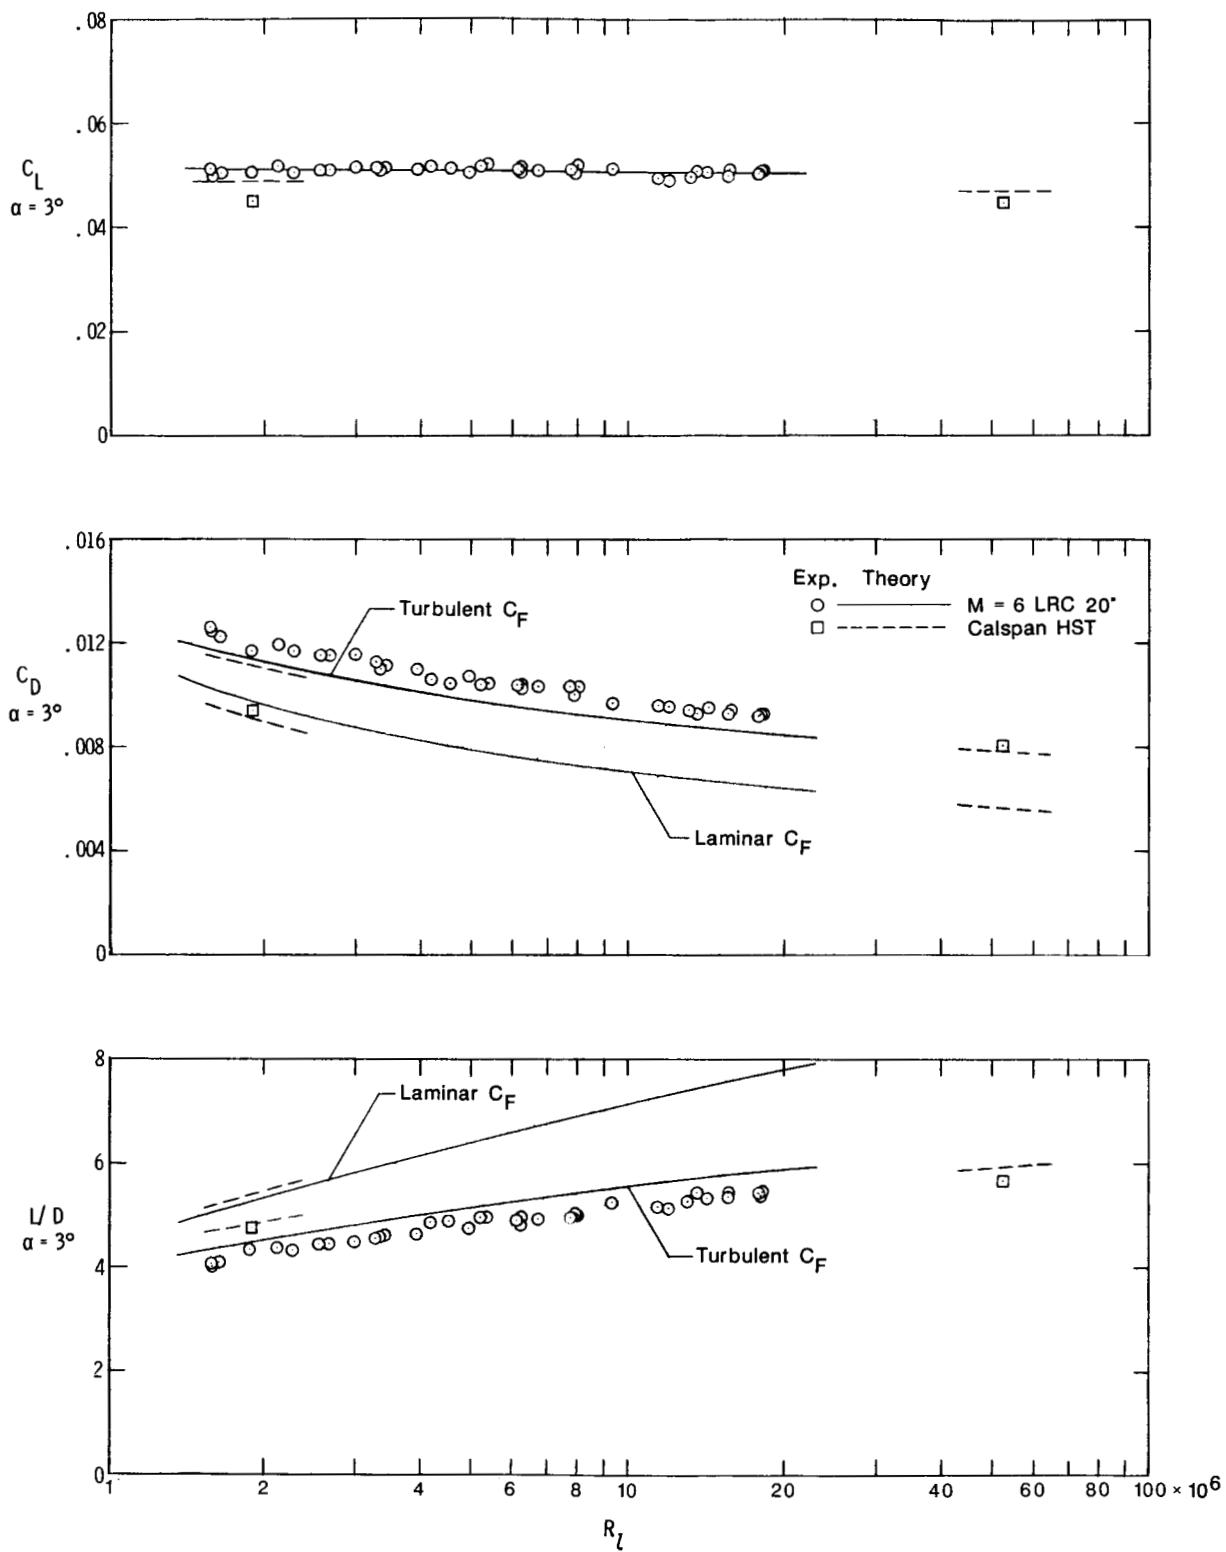 .08
.06
C_L
α = 3°
.04
.02
0
.016
Exp. Theory
M = 6 LRC 20"
Calspan HST
Turbulent C_F
.012
C_D
α = 3°
.008
Laminar C_F
.004
0
8
Laminar C_F
6
L/D
α = 3°
Turbulent C_F
4
2
0
1 2 4 6 8 10 20 40 60 80 100 × 10⁶
R_l